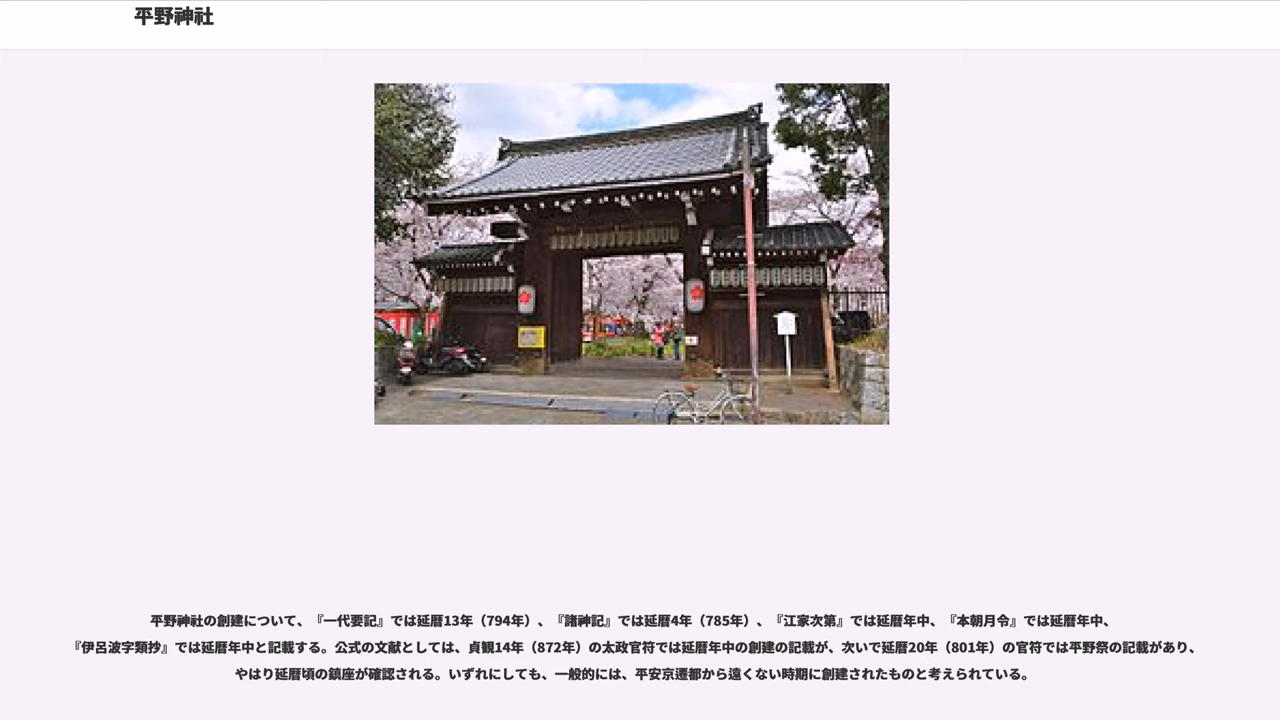 平野神社
平野神社の創建について、『一代要記』では延暦13年（794年）、『諸神記』では延暦4年（785年）、『江家次第』では延暦年中、『本朝月令』では延暦年中、
『伊呂波字類抄』では延暦年中と記載する。公式の文献としては、貞観14年（872年）の太政官符では延暦年中の創建の記載が、次いで延暦20年（801年）の官符では平野祭の記載があり、
やはり延暦頃の鎮座が確認される。いずれにしても、一般的には、平安京遷都から遠くない時期に創建されたものと考えられている。